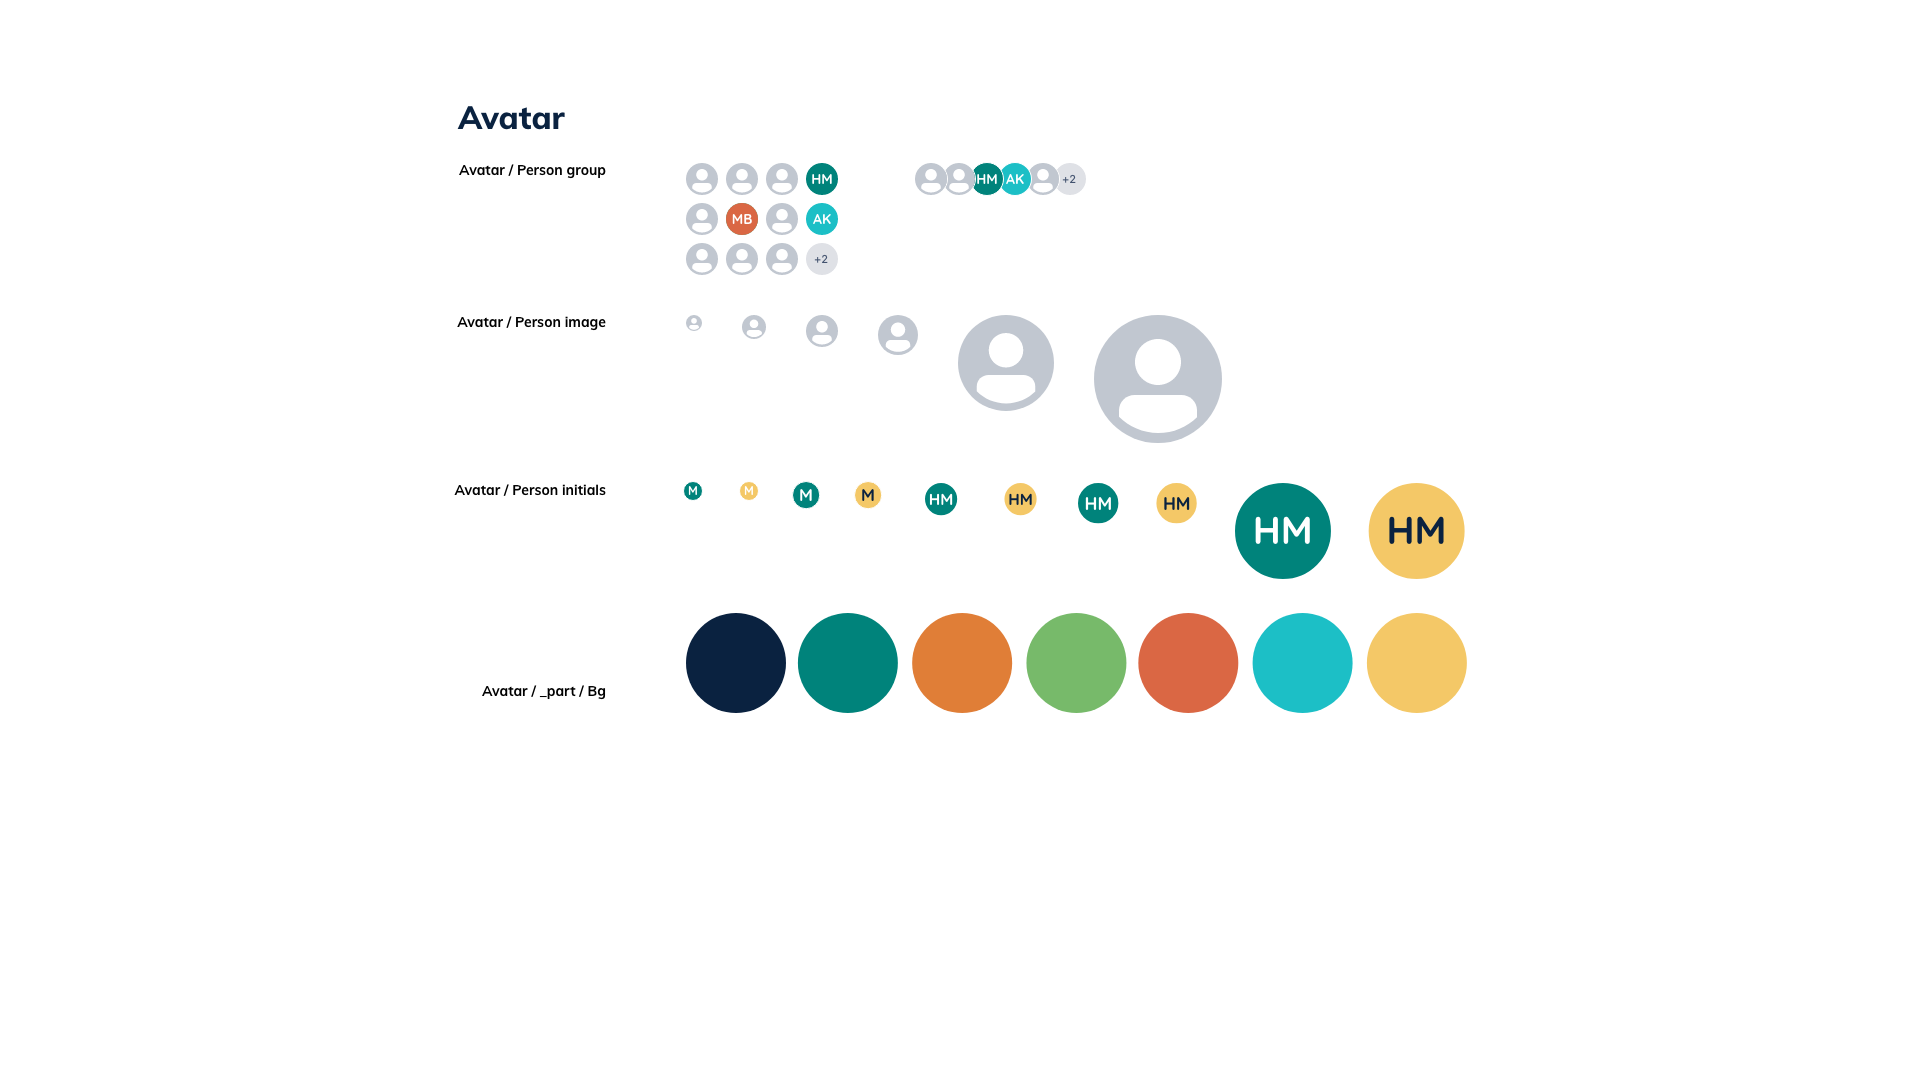 Avatar
Avatar / Person group
HM
HM AK +2
MB AK
+2
Avatar / Person image
Avatar / Person initials
M M M M HM HM HM HM HM HM
Avatar / _part / Bg